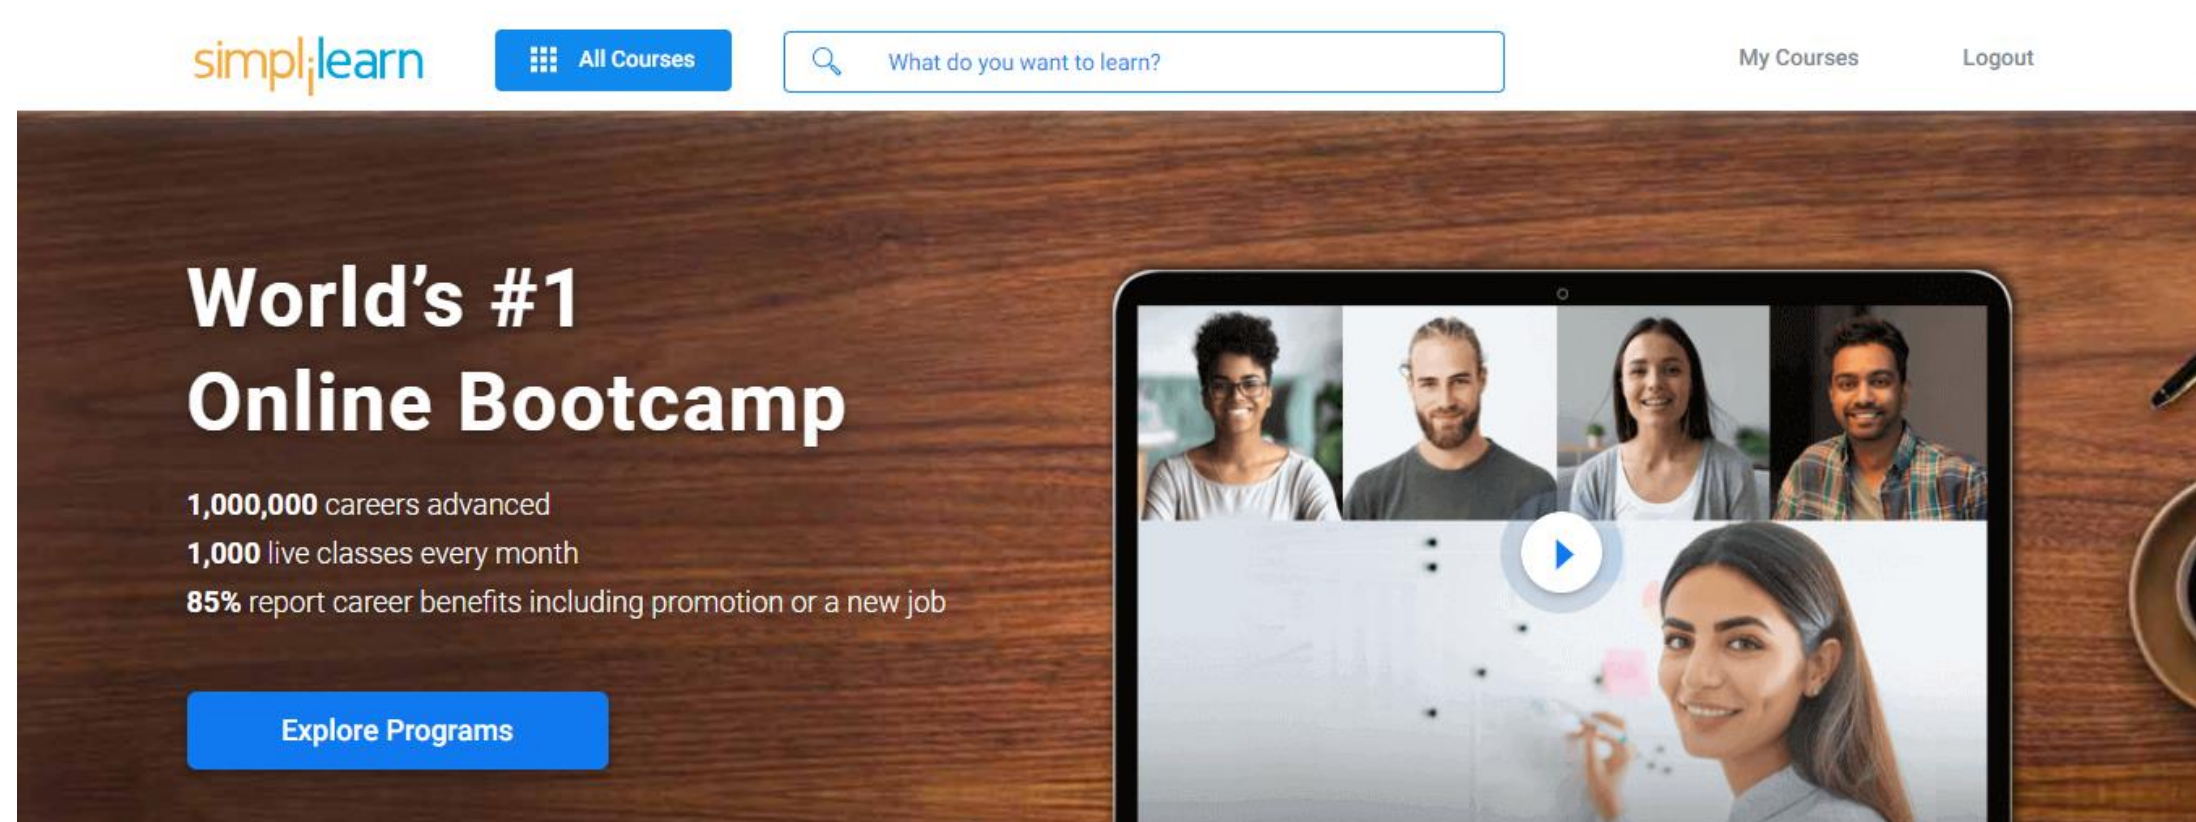 simplilearn
All Courses
What do you want to learn?
My Courses
Logout
World's #1
Online Bootcamp
1,000,000 careers advanced
1,000 live classes every month
85% report career benefits including promotion or a new job
Explore Programs